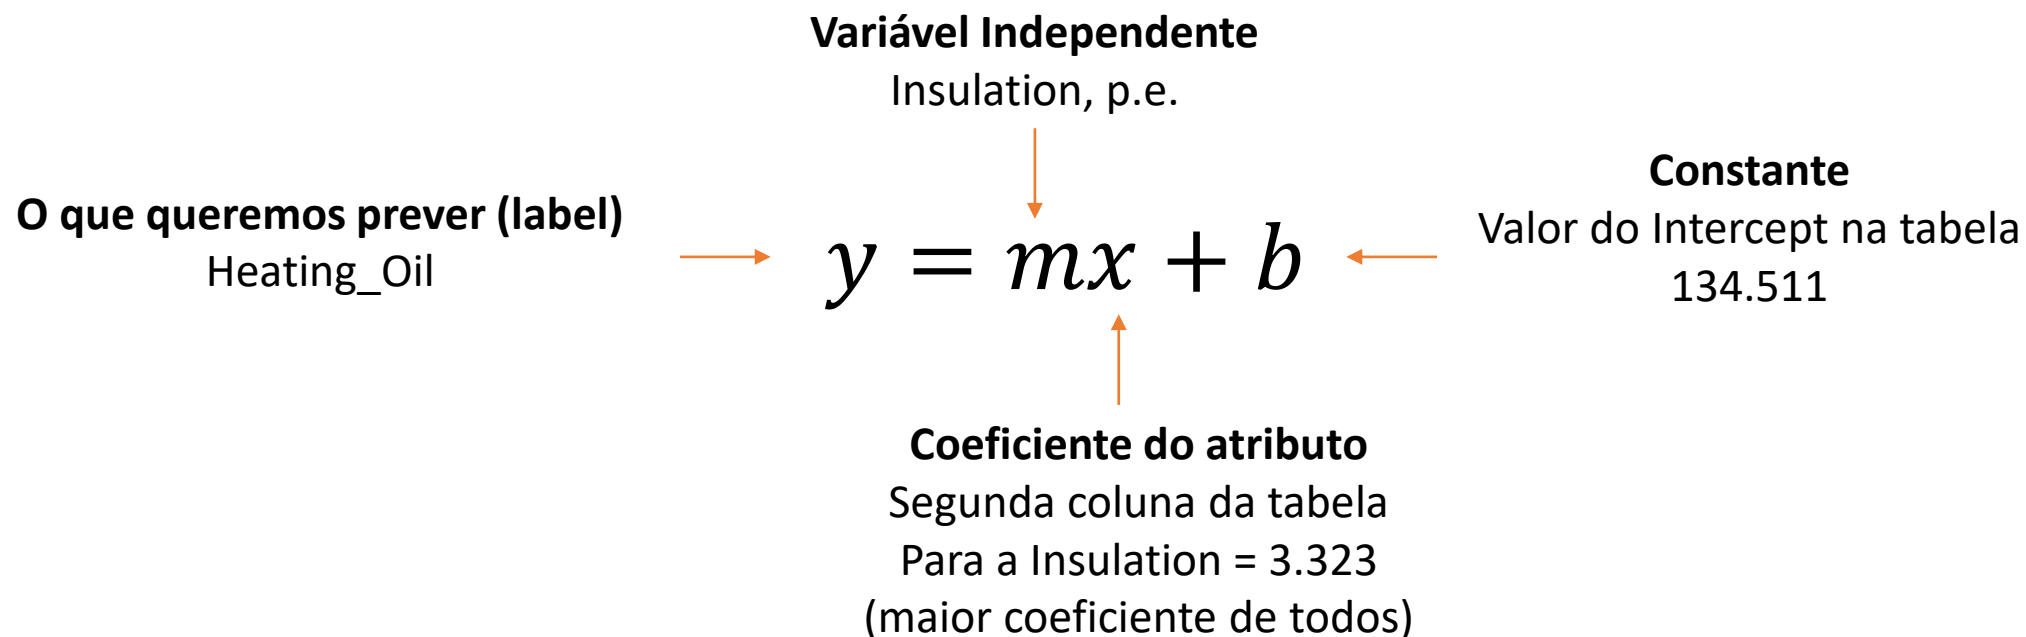 Variável Independente
Insulation, p.e.
O que queremos prever (label)
Heating_Oil
y = mx + b
Constante
Valor do Intercept na tabela
134.511
Coeficiente do atributo
Segunda coluna da tabela
Para a Insulation = 3.323
(maior coeficiente de todos)